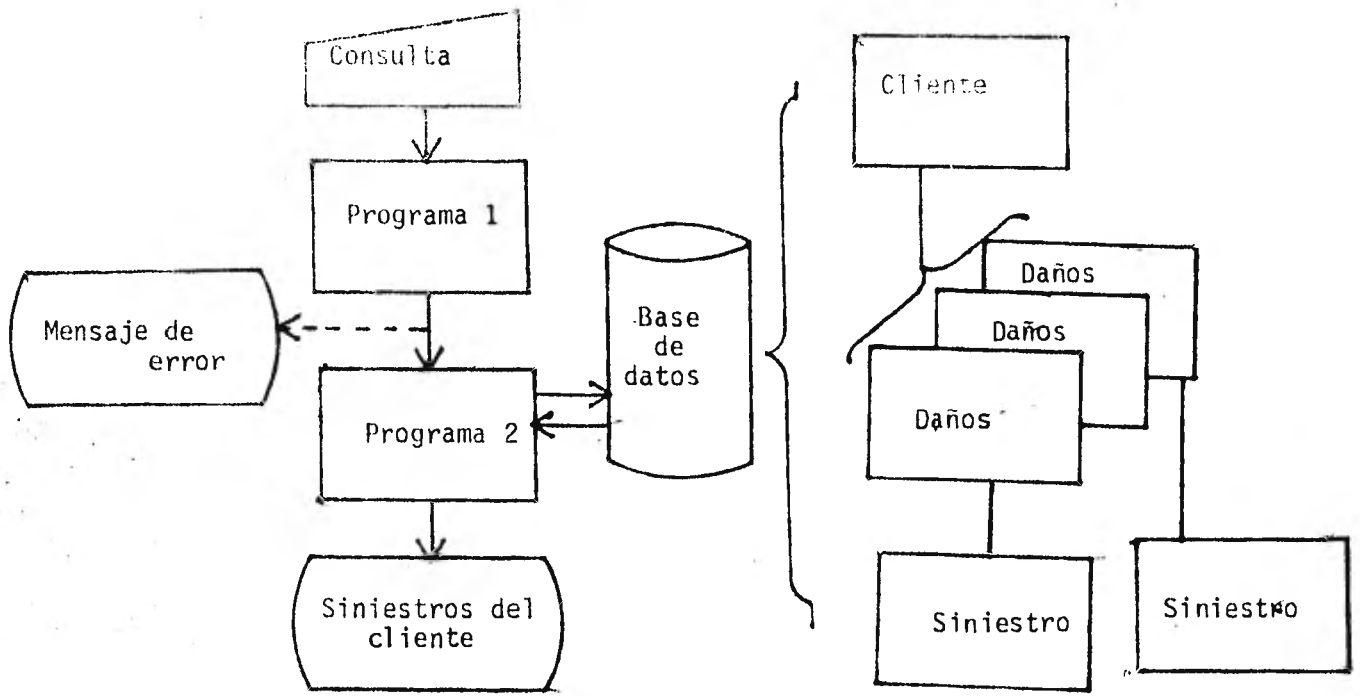 Consulta
Programa 1
Mensaje de
error
Programa 2
Base
de
datos
Siniestros del
cliente
Cliente
Daños
Daños
Daños
Siniestro
Siniestro